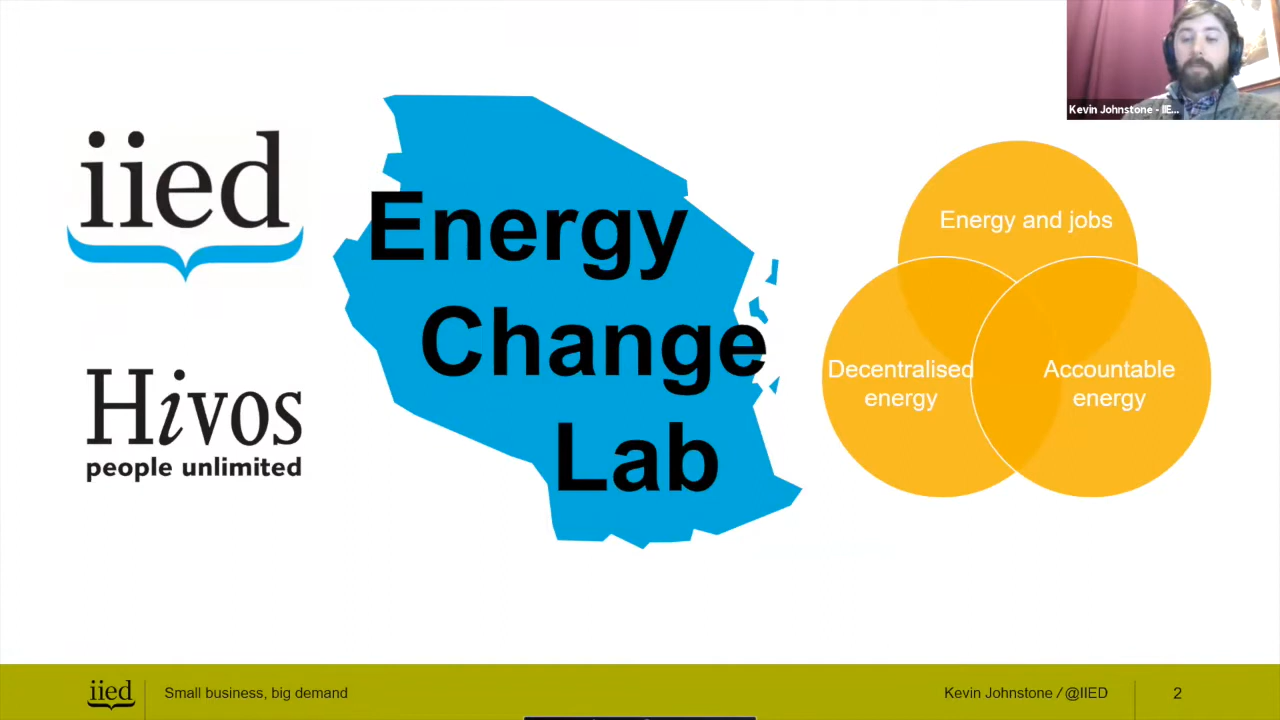 Kevin Johnstone - IIE...
iied
Hivos
people unlimited
Energy
Change
Lab
Energy and jobs
Decentralised
energy
Accountable
energy
iied
Small business, big demand
Kevin Johnstone / @IIED
2